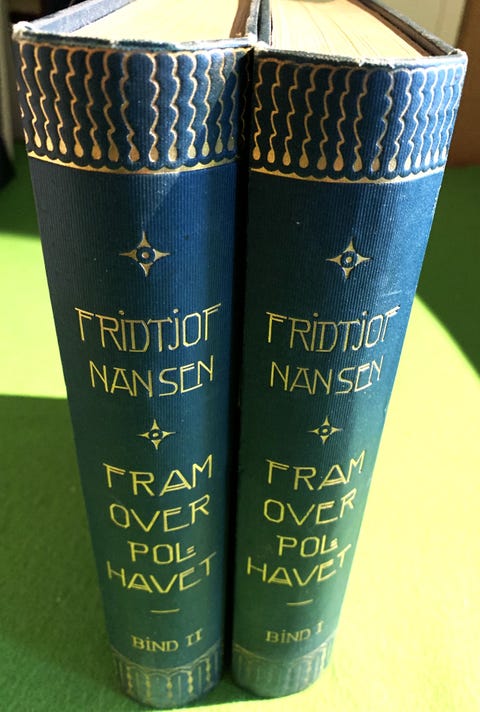 FRIDTJOF
NANSEN
FRAM
OVER
POL=
HAVET
BIND II
FRIDTJOF
NANSEN
FRAM
OVER
POL=
HAVET
BIND I